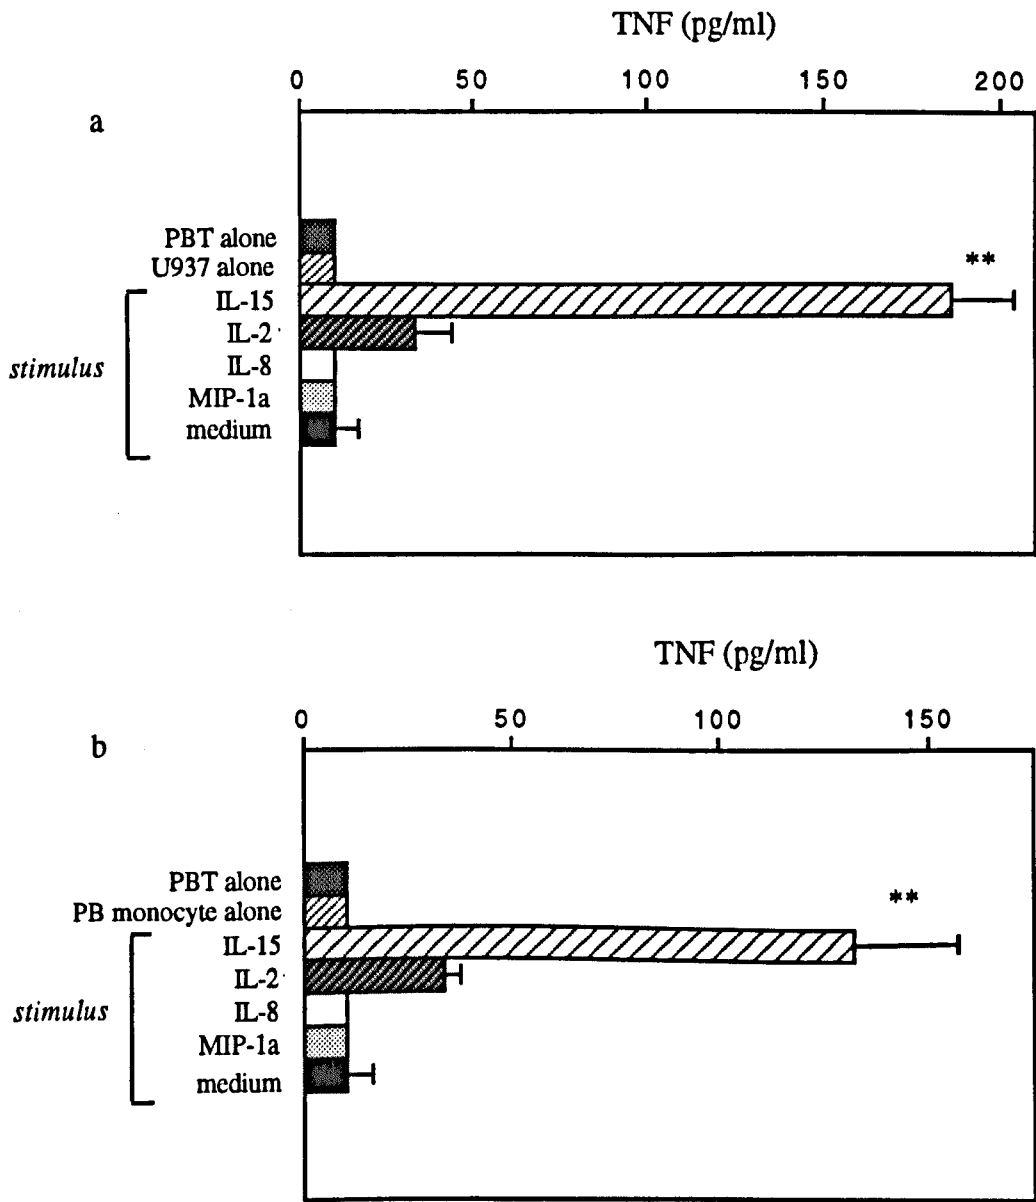 TNF (pg/ml)
0 50 100 150 200
a
PBT alone
U937 alone
**
IL-15
IL-2
stimulus
IL-8
MIP-1a
medium
TNF (pg/ml)
0 50 100 150
b
PBT alone
PB monocyte alone
**
IL-15
IL-2
stimulus
IL-8
MIP-1a
medium